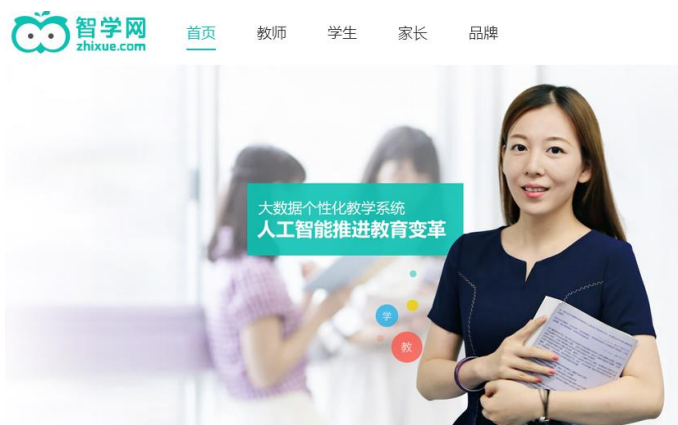 智学网
zhixue.com
首页
教师
学生
家长
品牌
大数据个性化教学系统
人工智能推进教育变革
学
教